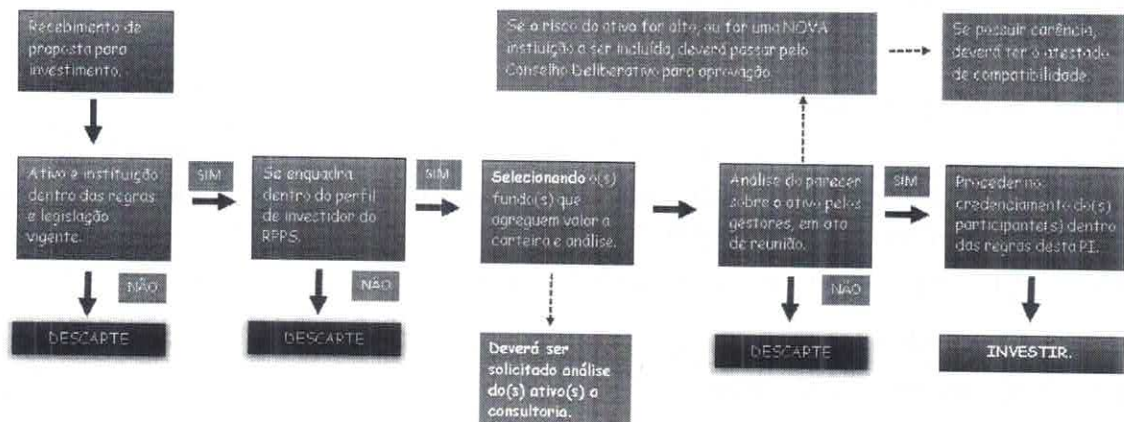 Recebimento de
proposta para
investimento.
Se o risco do ativo for alto, ou for uma NOVA
instiuição a ser incluída, deverá passar pelo
Conselho Deliberativo para aprovação.
Se possuir carência,
deverá ter o atestado
de compatibilidade.
Ativo e instituição
dentro das regras
e legislação
vigente.
SIM
Se enquadra
dentro do perfil
de investidor do
RPPS.
SIM
Selecionando o(s)
fundo(s) que
agreguem valor a
carteira e análise.
Análise do parecer
sobre o ativo pelos
gestores, em ata
de reunião.
SIM
Proceder no
credenciamento do(s)
participante(s) dentro
das regras desta PI.
NÃO
NÃO
NÃO
DESCARTE
DESCARTE
Deverá ser
solicitado análise
do(s) ativo(s) a
consultoria.
DESCARTE
INVESTIR.